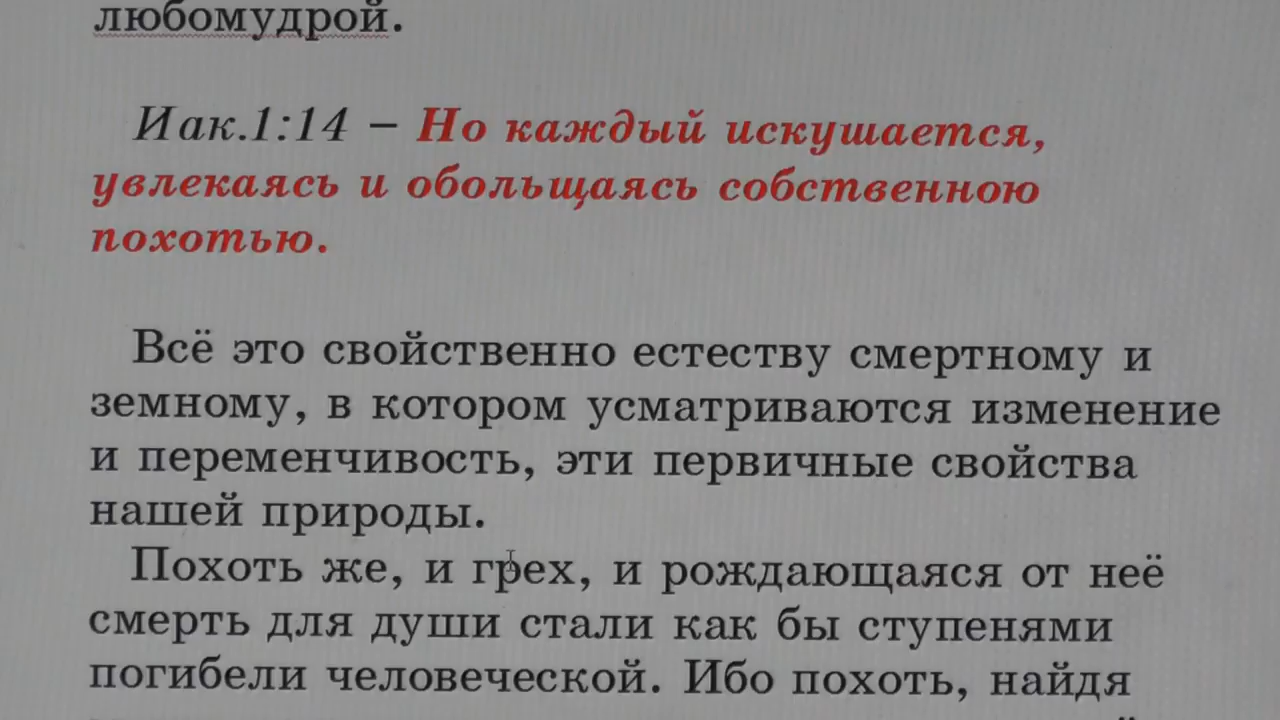 любомудрой.
Иак.1:14 – Но каждый искушается,
увлекаясь и обольщаясь собственною
похотью.
Всё это свойственно естеству смертному и
земному, в котором усматриваются изменение
и переменчивость, эти первичные свойства
нашей природы.
Похоть же, и грех, и рождающаяся от неё
смерть для души стали как бы ступенями
погибели человеческой. Ибо похоть, найдя